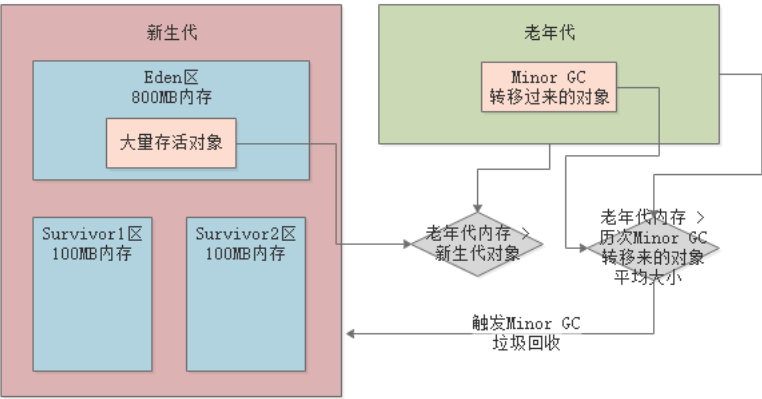 新生代
Eden区
800MB内存
大量存活对象
Survivor1区
100MB内存
Survivor2区
100MB内存
老年代
Minor GC
转移过来的对象
老年代内存 >
新生代对象
老年代内存 >
历次Minor GC
转移来的对象
平均大小
触发Minor GC
垃圾回收